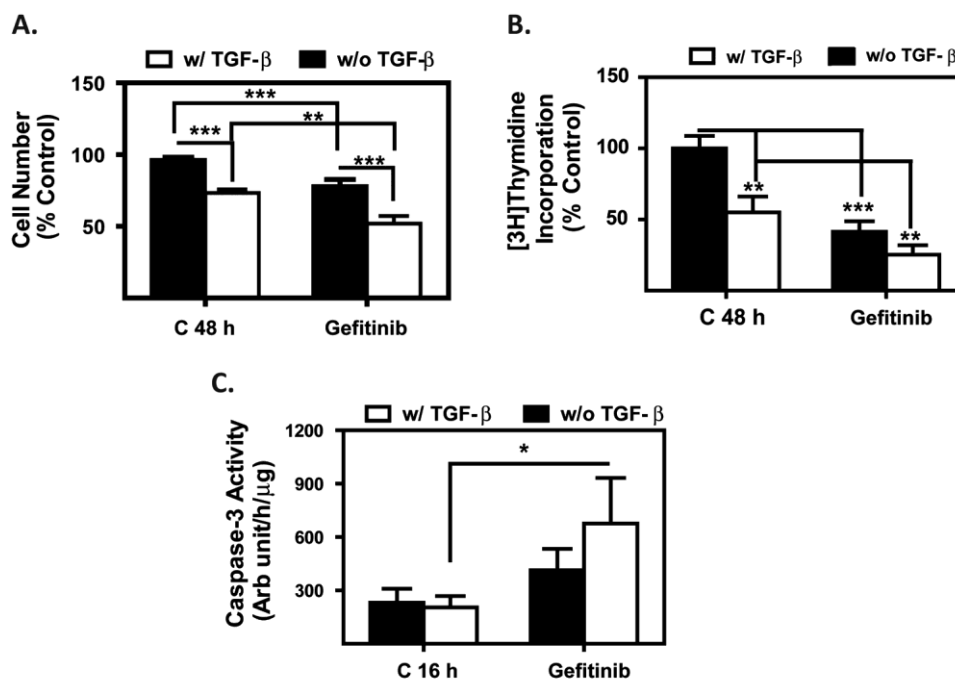 A.
w/ TGF-β w/o TGF-β
Cell Number
(% Control)
150
100
50
***
**
***
***
C 48 h Gefitinib
B.
w/ TGF-β w/o TGF-β
[3H]Thymidine
Incorporation
(% Control)
150
100
50
**
***
**
C 48 h Gefitinib
C.
w/ TGF- β w/o TGF- β
Caspase-3 Activity
(Arb unit/h/μg)
1200
900
600
300
*
C 16 h Gefitinib